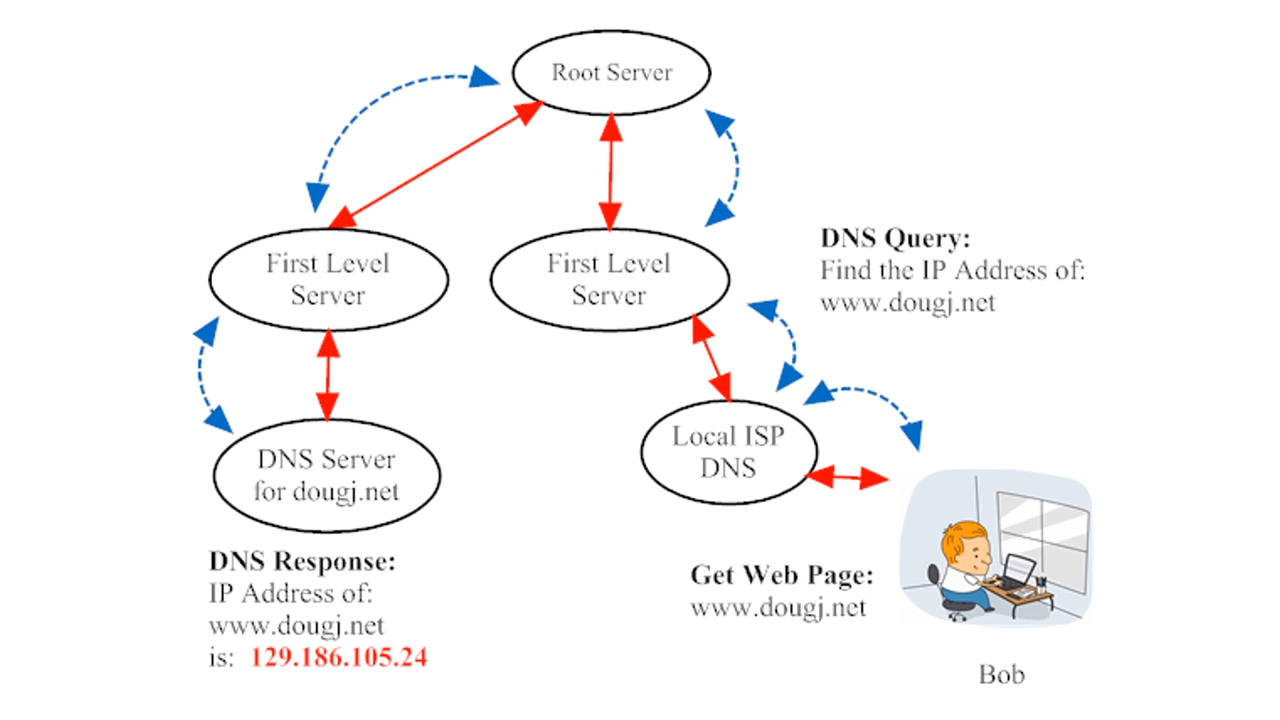 Root Server
First Level
Server
First Level
Server
DNS Query:
Find the IP Address of:
www.dougj.net
Local ISP
DNS
DNS Server
for dougj.net
DNS Response:
IP Address of:
www.dougj.net
is: 129.186.105.24
Get Web Page:
www.dougj.net
Bob